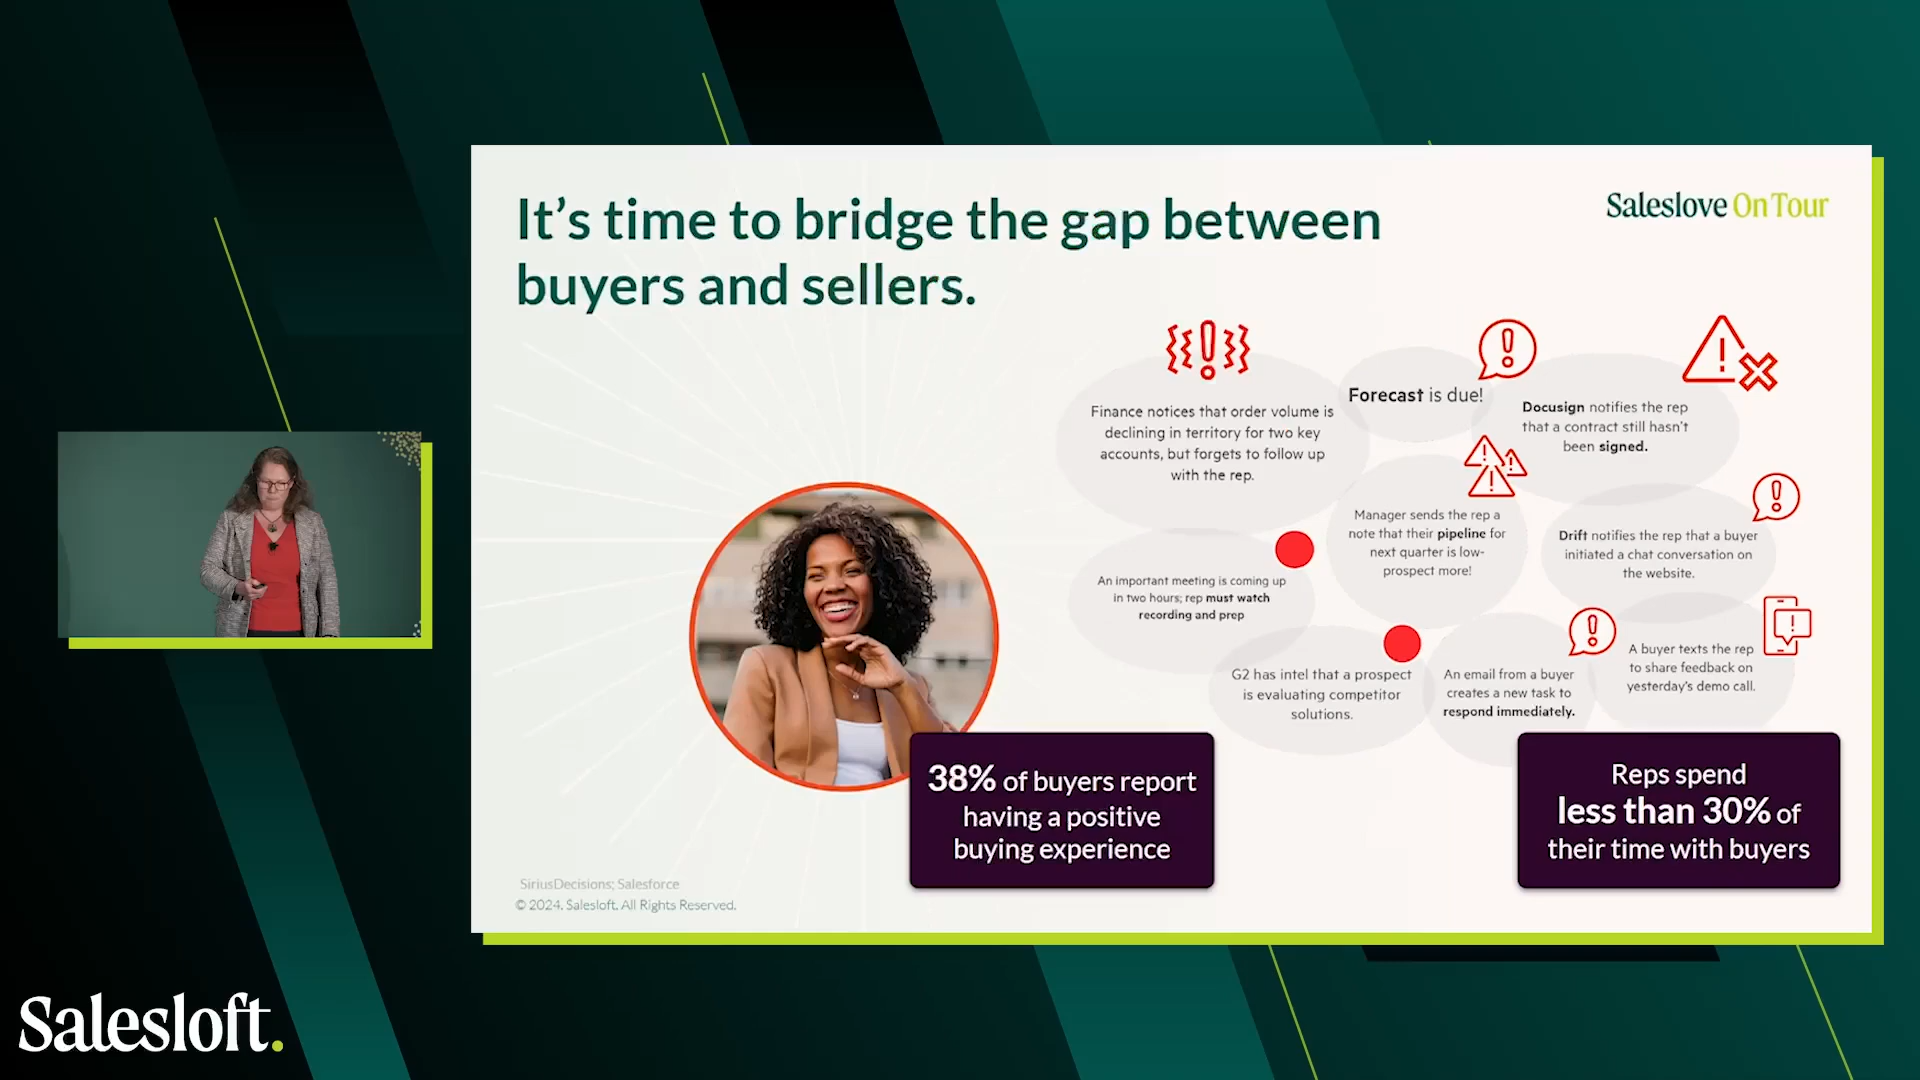 It's time to bridge the gap between
buyers and sellers.
Saleslove On Tour
Finance notices that order volume is
declining in territory for two key
accounts, but forgets to follow up
with the rep.
Forecast is due!
Docusign notifies the rep
that a contract still hasn't
been signed.
Manager sends the rep a
note that their pipeline for
next quarter is low-
prospect more!
Drift notifies the rep that a buyer
initiated a chat conversation on
the website.
An important meeting is coming up
in two hours; rep must watch
recording and prep
G2 has intel that a prospect
is evaluating competitor
solutions.
An email from a buyer
creates a new task to
respond immediately.
A buyer texts the rep
to share feedback on
yesterday's demo call.
38% of buyers report
having a positive
buying experience
Reps spend
less than 30% of
their time with buyers
SiriusDecisions; Salesforce
© 2024. Salesloft. All Rights Reserved.
Salesloft.